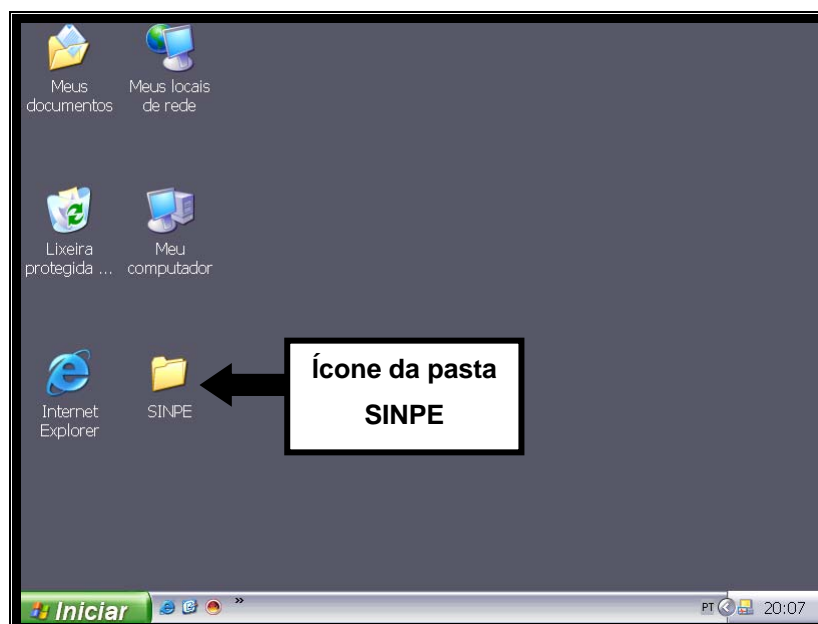 Meus
documentos
Meus locais
de rede
Lixeira
protegida ...
Meu
computador
Internet
Explorer
SINPE
Ícone da pasta
SINPE
Iniciar
»
PT
20:07